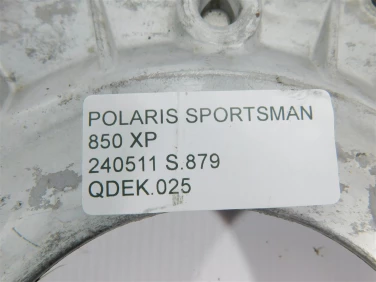 POLARIS SPORTSMAN
850 XP
240511 S.879
QDEK.025